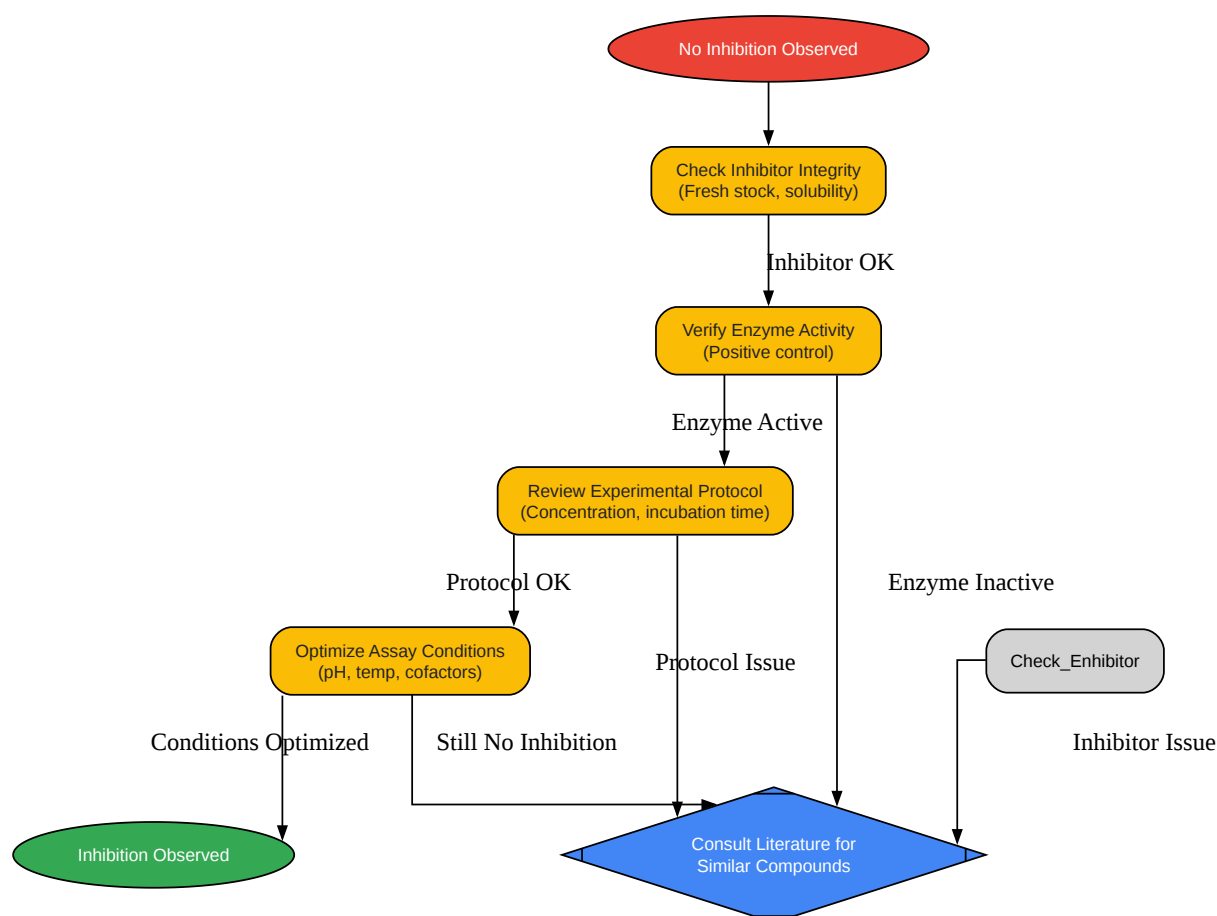 No Inhibition Observed
Check Inhibitor Integrity
(Fresh stock, solubility)
Inhibitor OK
Verify Enzyme Activity
(Positive control)
Enzyme Active
Review Experimental Protocol
(Concentration, incubation time)
Protocol OK
Enzyme Inactive
Optimize Assay Conditions
(pH, temp, cofactors)
Protocol Issue
Check_Enhibitor
Conditions Optimized
Still No Inhibition
Inhibitor Issue
Inhibition Observed
Consult Literature for
Similar Compounds